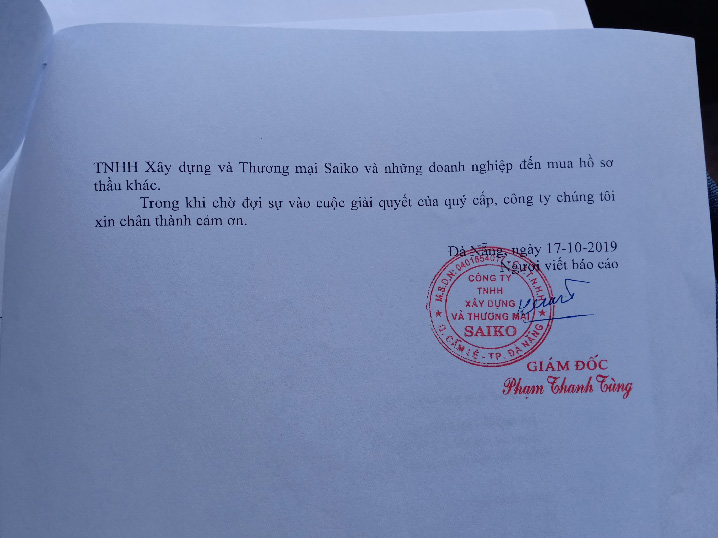 TNHH Xây dựng và Thương mại Saiko và những doanh nghiệp đến mua hồ sơ
thầu khác.
Trong khi chờ đợi sự vào cuộc giải quyết của quý cấp, công ty chúng tôi
xin chân thành cảm ơn.
Đà Nẵng, ngày 17-10-2019
Người viết báo cáo
M.S.D.N: T.N.H.H
CÔNG TY
TNHH
XÂY DỰNG
VÀ THƯƠNG MẠI
SAIKO
Q. CẨM LỆ - TP. ĐÀ NẴNG
GIÁM ĐỐC
Phạm Thanh Tùng